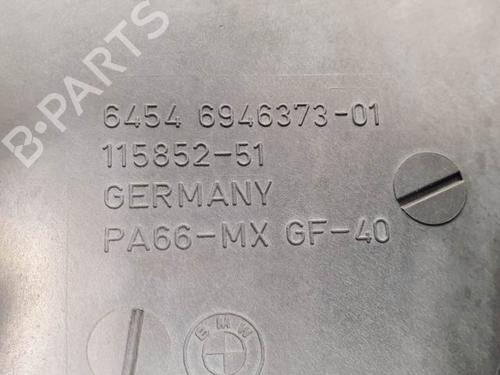 B-PARTS
6454 6946373-01
115852-51
GERMANY
PA66-MX GF-40
BMW